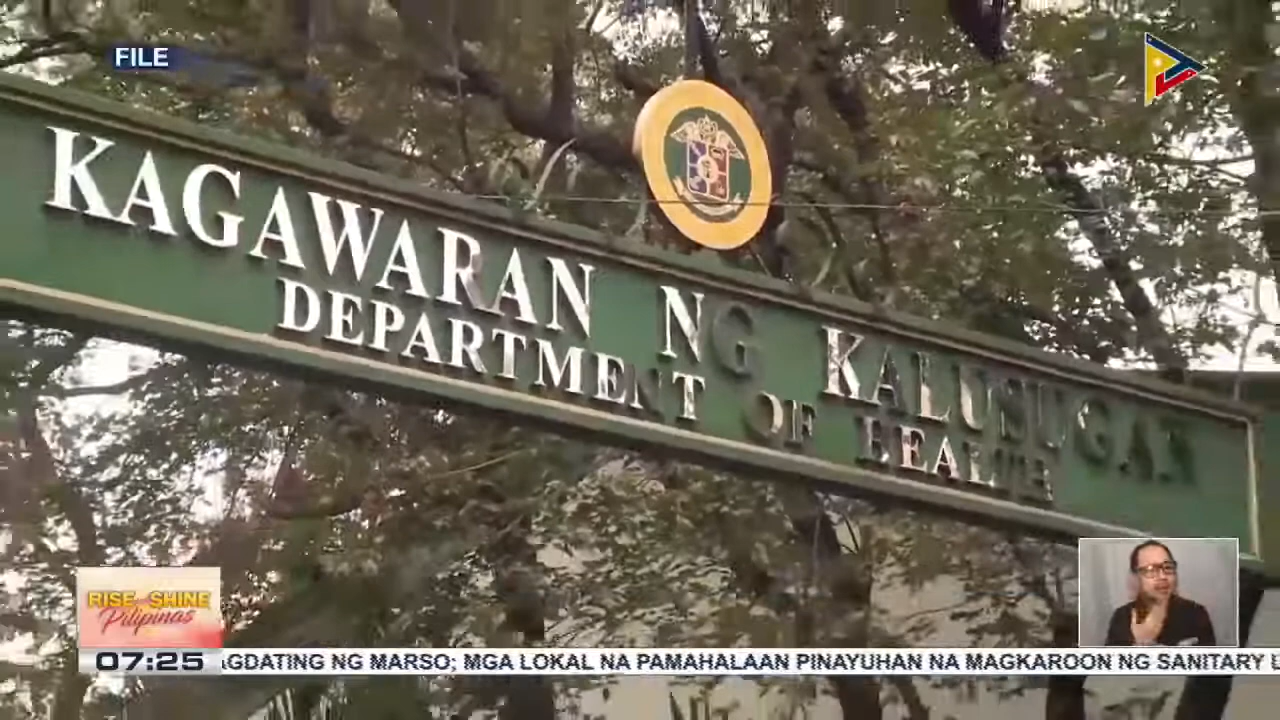 FILE
KAGAWARAN NG KALUSUGAN
DEPARTMENT OF HEALTH
RISE AND SHINE
Pilipinas
07:25
AGDATING NG MARSO; MGA LOKAL NA PAMAHALAAN PINAYUHAN NA MAGKAROON NG SANITARY